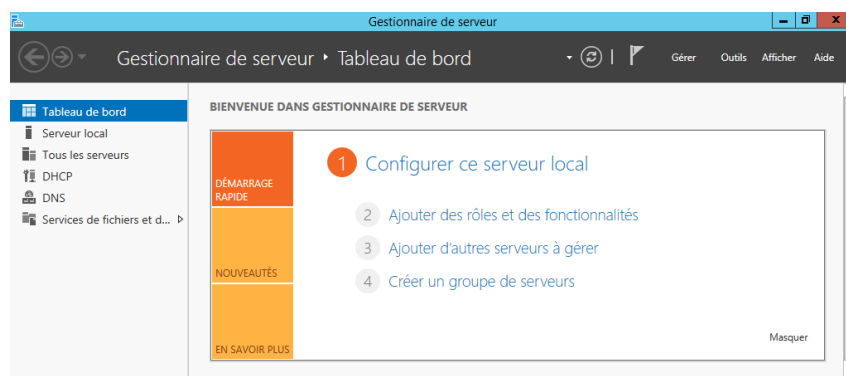 Gestionnaire de serveur
Gestionnaire de serveur ‣ Tableau de bord
Gérer Outils Afficher Aide
Tableau de bord
Serveur local
Tous les serveurs
DHCP
DNS
Services de fichiers et d...
BIENVENUE DANS GESTIONNAIRE DE SERVEUR
DÉMARRAGE
RAPIDE
NOUVEAUTÉS
EN SAVOIR PLUS
1 Configurer ce serveur local
2 Ajouter des rôles et des fonctionnalités
3 Ajouter d'autres serveurs à gérer
4 Créer un groupe de serveurs
Masquer